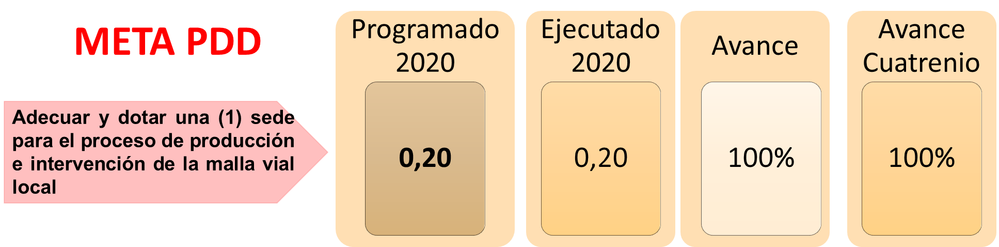 META PDD
Adecuar y dotar una (1) sede
para el proceso de producción
e intervención de la malla vial
local
Programado
2020
0,20
Ejecutado
2020
0,20
Avance
100%
Avance
Cuatrenio
100%